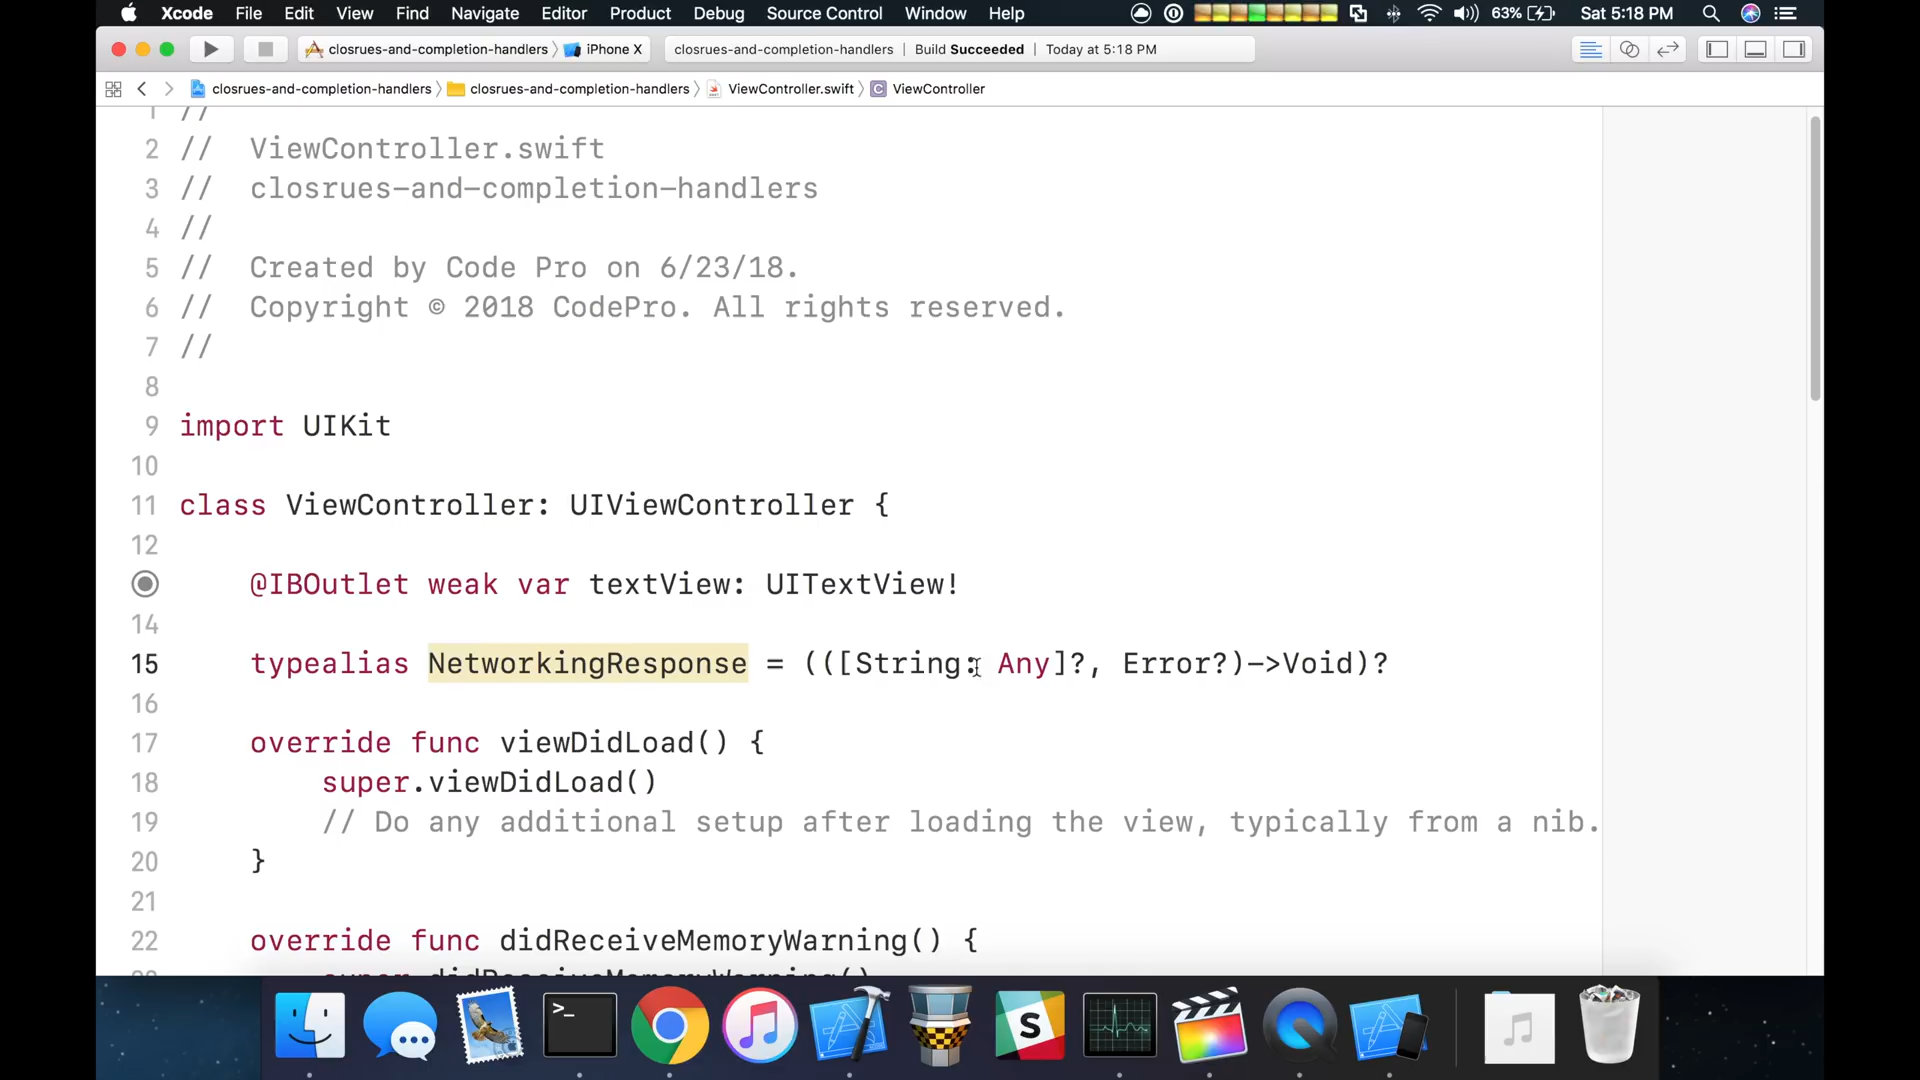 Xcode File Edit View Find Navigate Editor Product Debug Source Control Window Help 63% Sat 5:18 PM
closrues-and-completion-handlers 〉 iPhone X closrues-and-completion-handlers | Build Succeeded | Today at 5:18 PM
closrues-and-completion-handlers 〉 closrues-and-completion-handlers 〉 ViewController.swift 〉 C ViewController
1 //
2 // ViewController.swift
3 // closrues-and-completion-handlers
4 //
5 // Created by Code Pro on 6/23/18.
6 // Copyright © 2018 CodePro. All rights reserved.
7 //
8
9 import UIKit
10
11 class ViewController: UIViewController {
12
@IBOutlet weak var textView: UITextView!
14
15 typealias NetworkingResponse = (([String: Any]?, Error?)->Void)?
16
17 override func viewDidLoad() {
18 super.viewDidLoad()
19 // Do any additional setup after loading the view, typically from a nib.
20 }
21
22 override func didReceiveMemoryWarning() {
23 super.didReceiveMemoryWarning()
>_
S